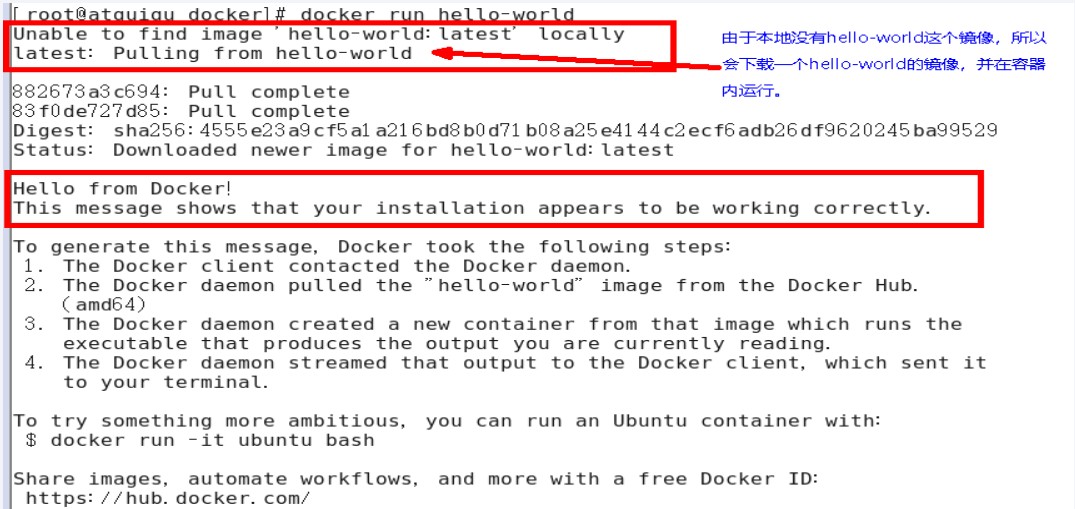 [root@atguigu docker]# docker run hello-world
Unable to find image 'hello-world:latest' locally
latest: Pulling from hello-world
由于本地没有hello-world这个镜像，所以
会下载一个hello-world的镜像，并在容器
内运行。
882673a3c694: Pull complete
83f0de727d85: Pull complete
Digest: sha256:4555e23a9cf5a1a216bd8b0d71b08a25e4144c2ecf6adb26df9620245ba99529
Status: Downloaded newer image for hello-world:latest
Hello from Docker!
This message shows that your installation appears to be working correctly.
To generate this message, Docker took the following steps:
1. The Docker client contacted the Docker daemon.
2. The Docker daemon pulled the "hello-world" image from the Docker Hub.
(amd64)
3. The Docker daemon created a new container from that image which runs the
executable that produces the output you are currently reading.
4. The Docker daemon streamed that output to the Docker client, which sent it
to your terminal.
To try something more ambitious, you can run an Ubuntu container with:
$ docker run -it ubuntu bash
Share images, automate workflows, and more with a free Docker ID:
https://hub.docker.com/